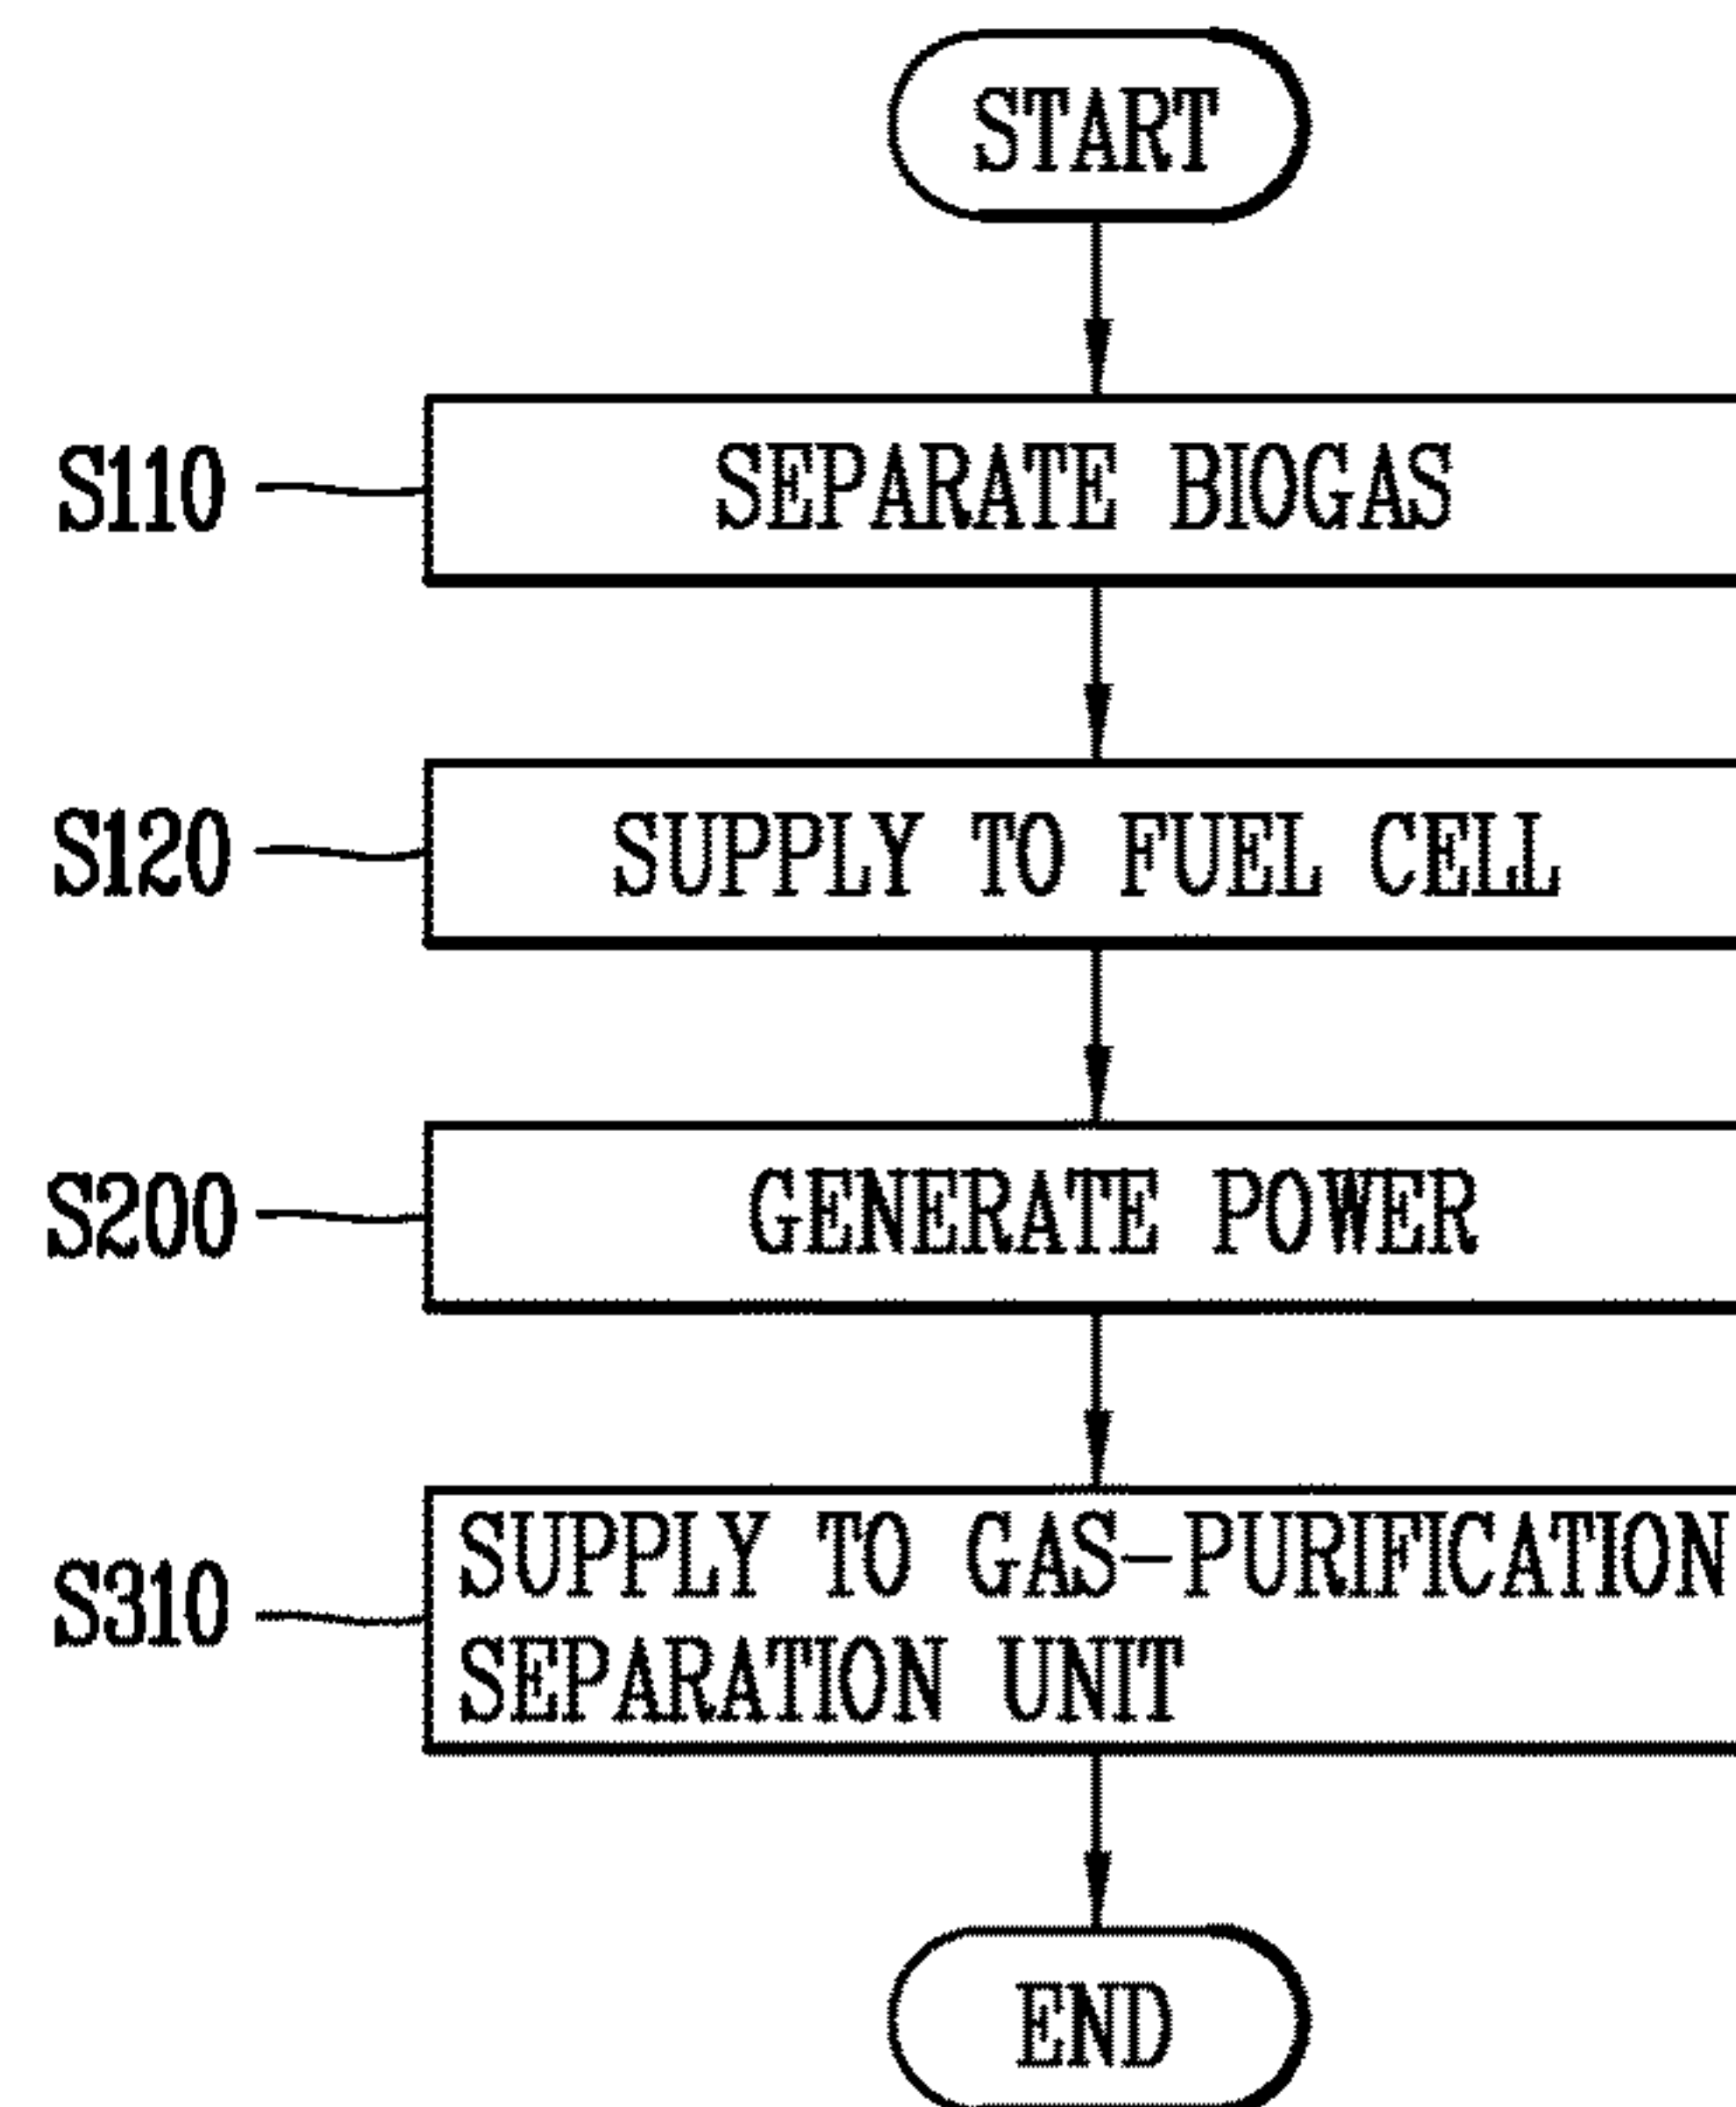 START
S110 SEPARATE BIOGAS
S120 SUPPLY TO FUEL CELL
S200 GENERATE POWER
S310 SUPPLY TO GAS-PURIFICATION
SEPARATION UNIT
END